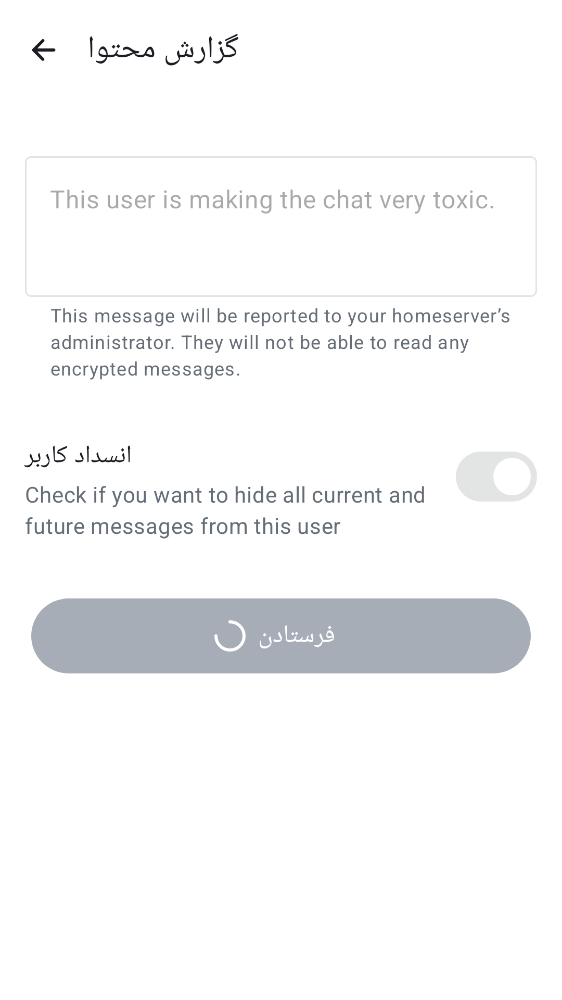 گزارش محتوا
This user is making the chat very toxic.
This message will be reported to your homeserver’s
administrator. They will not be able to read any
encrypted messages.
انسداد کاربر
Check if you want to hide all current and
future messages from this user
فرستادن